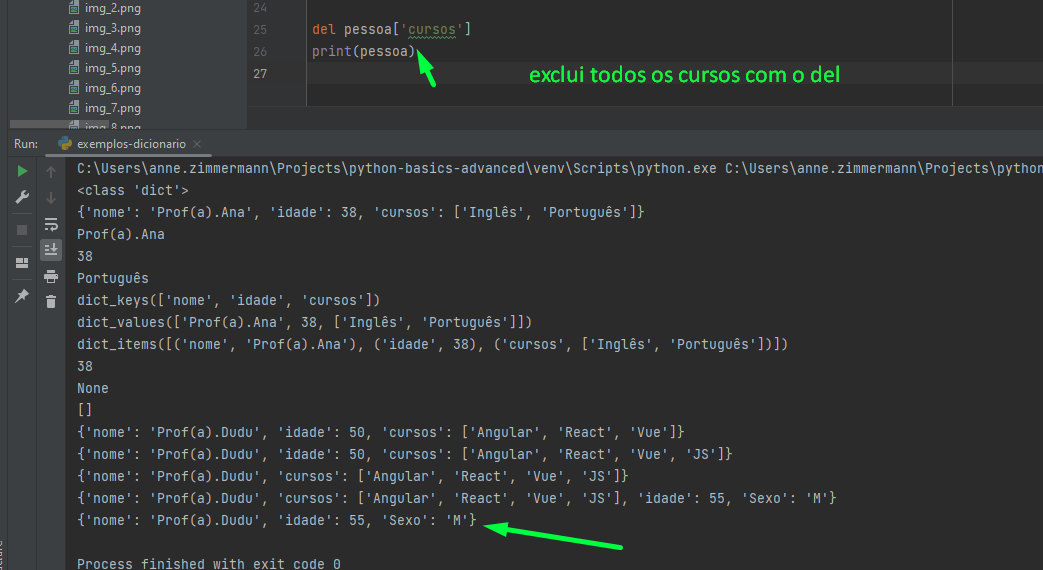 img_2.png
img_3.png
img_4.png
img_5.png
img_6.png
img_7.png
img_8.png
24
25 del pessoa['cursos']
26 print(pessoa)
27
exclui todos os cursos com o del
Run: exemplos-dicionario
C:\Users\anne.zimmermann\Projects\python-basics-advanced\venv\Scripts\python.exe C:\Users\anne.zimmermann\Projects\python
<class 'dict'>
{'nome': 'Prof(a).Ana', 'idade': 38, 'cursos': ['Inglês', 'Português']}
Prof(a).Ana
38
Português
dict_keys(['nome', 'idade', 'cursos'])
dict_values(['Prof(a).Ana', 38, ['Inglês', 'Português']])
dict_items([('nome', 'Prof(a).Ana'), ('idade', 38), ('cursos', ['Inglês', 'Português'])])
38
None
[]
{'nome': 'Prof(a).Dudu', 'idade': 50, 'cursos': ['Angular', 'React', 'Vue']}
{'nome': 'Prof(a).Dudu', 'idade': 50, 'cursos': ['Angular', 'React', 'Vue', 'JS']}
{'nome': 'Prof(a).Dudu', 'cursos': ['Angular', 'React', 'Vue', 'JS']}
{'nome': 'Prof(a).Dudu', 'cursos': ['Angular', 'React', 'Vue', 'JS'], 'idade': 55, 'Sexo': 'M'}
{'nome': 'Prof(a).Dudu', 'idade': 55, 'Sexo': 'M'}
Process finished with exit code 0